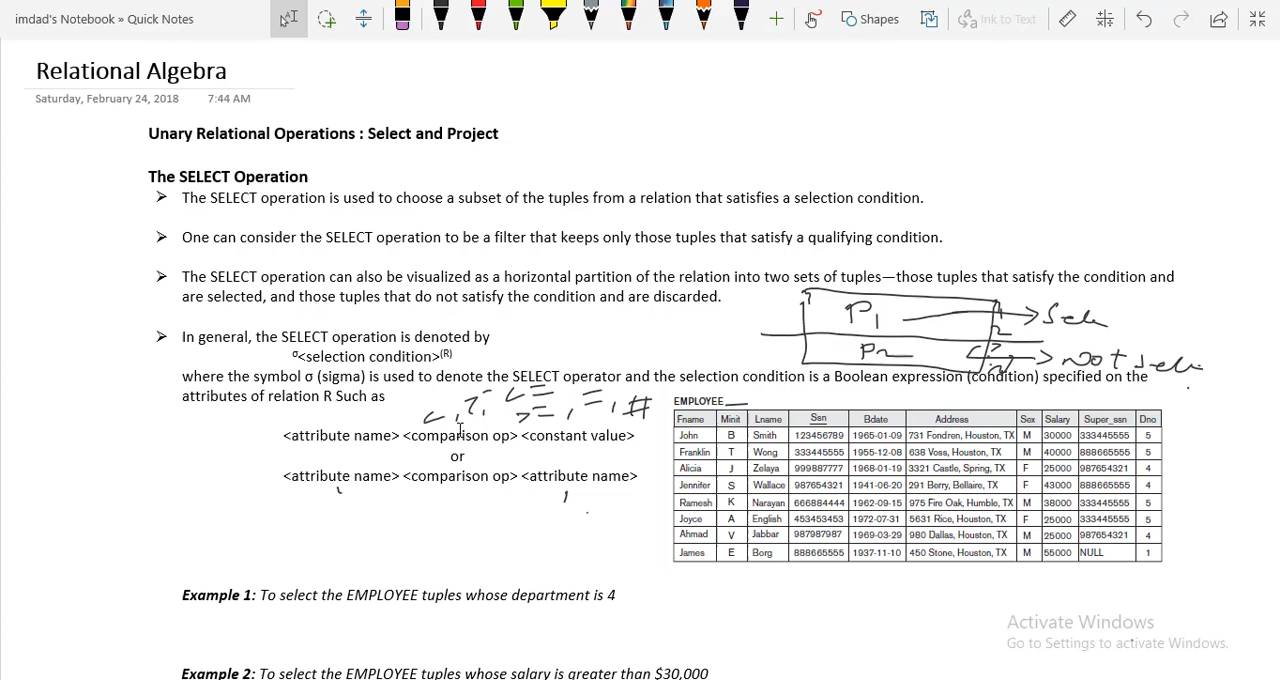 imdad's Notebook » Quick Notes
Shapes
Ink to Text
Relational Algebra
Saturday, February 24, 2018 7:44 AM
Unary Relational Operations : Select and Project
The SELECT Operation
➢ The SELECT operation is used to choose a subset of the tuples from a relation that satisfies a selection condition.
➢ One can consider the SELECT operation to be a filter that keeps only those tuples that satisfy a qualifying condition.
➢ The SELECT operation can also be visualized as a horizontal partition of the relation into two sets of tuples—those tuples that satisfy the condition and
are selected, and those tuples that do not satisfy the condition and are discarded.
P1 → Sele
P2 → not sele
➢ In general, the SELECT operation is denoted by
σ<selection condition>(R)
where the symbol σ (sigma) is used to denote the SELECT operator and the selection condition is a Boolean expression (condition) specified on the
attributes of relation R Such as
<attribute name> <comparison op> <constant value>
or
<attribute name> <comparison op> <attribute name>
EMPLOYEE
Fname Minit Lname Ssn Bdate Address Sex Salary Super_ssn Dno
John B Smith 123456789 1965-01-09 731 Fondren, Houston, TX M 30000 333445555 5
Franklin T Wong 333445555 1955-12-08 638 Voss, Houston, TX M 40000 888665555 5
Alicia J Zelaya 999887777 1968-01-19 3321 Castle, Spring, TX F 25000 987654321 4
Jennifer S Wallace 987654321 1941-06-20 291 Berry, Bellaire, TX F 43000 888665555 4
Ramesh K Narayan 666884444 1962-09-15 975 Fire Oak, Humble, TX M 38000 333445555 5
Joyce A English 453453453 1972-07-31 5631 Rice, Houston, TX F 25000 333445555 5
Ahmad V Jabbar 987987987 1969-03-29 980 Dallas, Houston, TX M 25000 987654321 4
James E Borg 888665555 1937-11-10 450 Stone, Houston, TX M 55000 NULL 1
Example 1: To select the EMPLOYEE tuples whose department is 4
Activate Windows
Go to Settings to activate Windows.
Example 2: To select the EMPLOYEE tuples whose salary is greater than $30,000